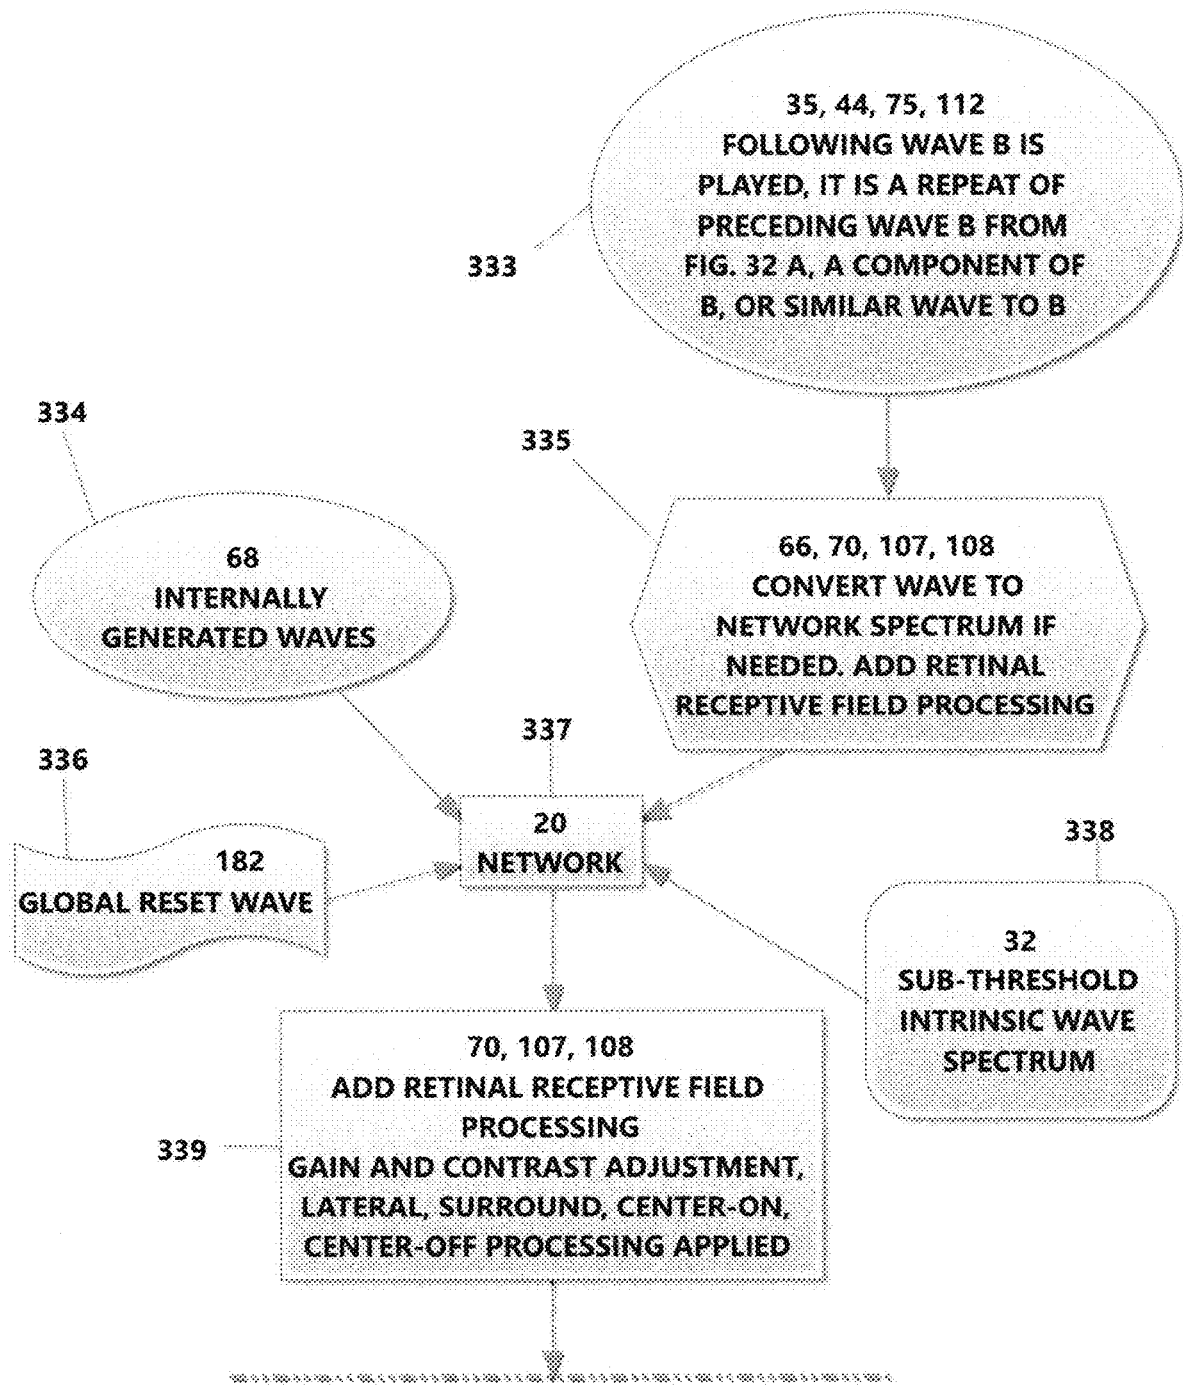 35, 44, 75, 112
FOLLOWING WAVE B IS
PLAYED, IT IS A REPEAT OF
PRECEDING WAVE B FROM
FIG. 32 A, A COMPONENT OF
B, OR SIMILAR WAVE TO B
333
334
335
68
INTERNALLY
GENERATED WAVES
66, 70, 107, 108
CONVERT WAVE TO
NETWORK SPECTRUM IF
NEEDED. ADD RETINAL
RECEPTIVE FIELD PROCESSING
337
336
20
NETWORK
338
182
GLOBAL RESET WAVE
32
SUB-THRESHOLD
INTRINSIC WAVE
SPECTRUM
70, 107, 108
ADD RETINAL RECEPTIVE FIELD
PROCESSING
GAIN AND CONTRAST ADJUSTMENT,
LATERAL, SURROUND, CENTER-ON,
CENTER-OFF PROCESSING APPLIED
339